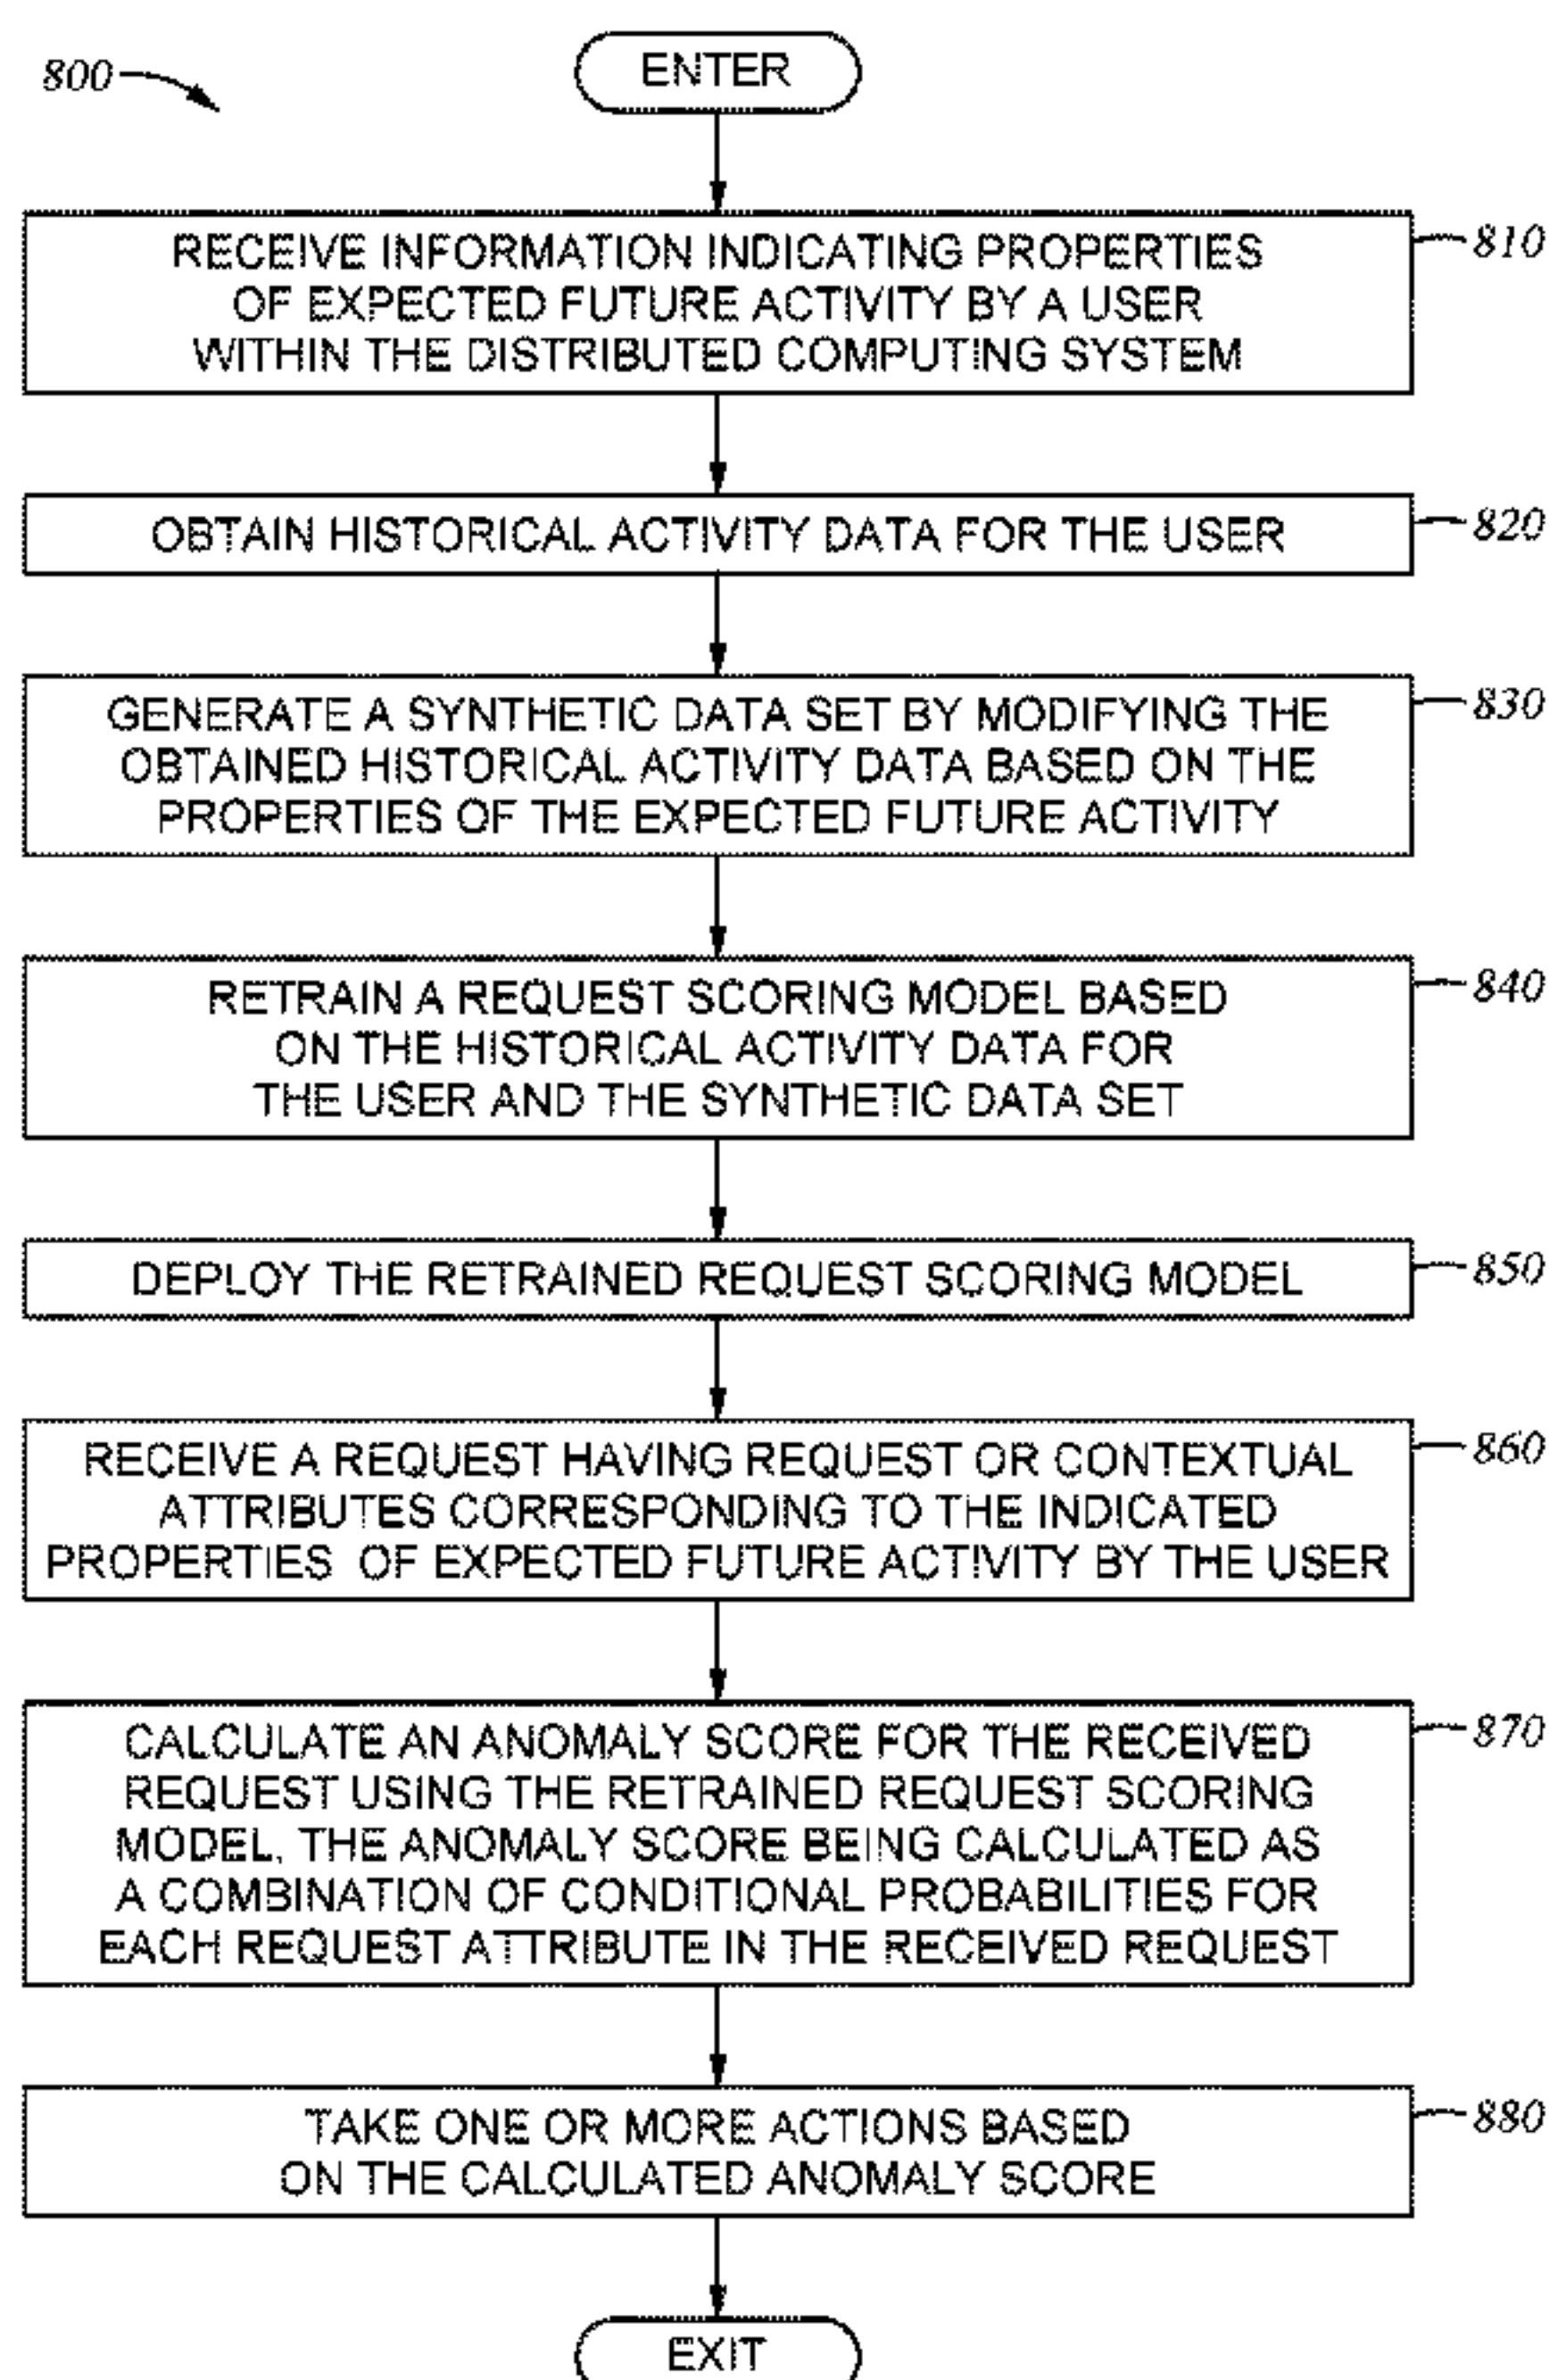 800
ENTER
RECEIVE INFORMATION INDICATING PROPERTIES
OF EXPECTED FUTURE ACTIVITY BY A USER
WITHIN THE DISTRIBUTED COMPUTING SYSTEM
810
OBTAIN HISTORICAL ACTIVITY DATA FOR THE USER
820
GENERATE A SYNTHETIC DATA SET BY MODIFYING THE
OBTAINED HISTORICAL ACTIVITY DATA BASED ON THE
PROPERTIES OF THE EXPECTED FUTURE ACTIVITY
830
RETRAIN A REQUEST SCORING MODEL BASED
ON THE HISTORICAL ACTIVITY DATA FOR
THE USER AND THE SYNTHETIC DATA SET
840
DEPLOY THE RETRAINED REQUEST SCORING MODEL
850
RECEIVE A REQUEST HAVING REQUEST OR CONTEXTUAL
ATTRIBUTES CORRESPONDING TO THE INDICATED
PROPERTIES OF EXPECTED FUTURE ACTIVITY BY THE USER
860
CALCULATE AN ANOMALY SCORE FOR THE RECEIVED
REQUEST USING THE RETRAINED REQUEST SCORING
MODEL, THE ANOMALY SCORE BEING CALCULATED AS
A COMBINATION OF CONDITIONAL PROBABILITIES FOR
EACH REQUEST ATTRIBUTE IN THE RECEIVED REQUEST
870
TAKE ONE OR MORE ACTIONS BASED
ON THE CALCULATED ANOMALY SCORE
880
EXIT